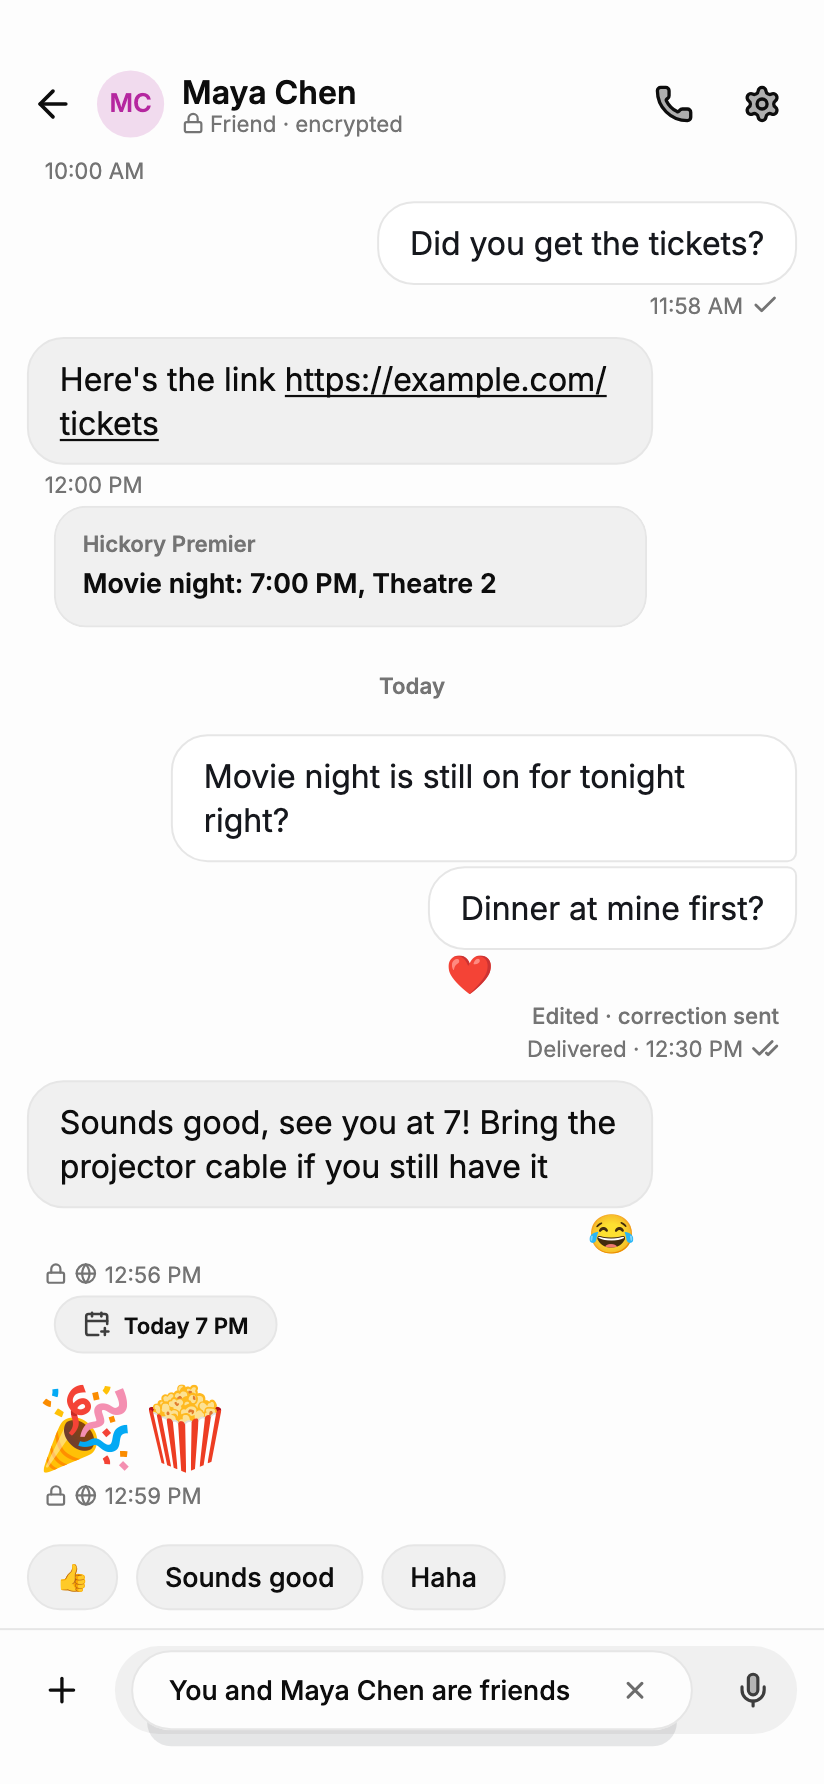 MC
Maya Chen
Friend · encrypted
10:00 AM
Did you get the tickets?
11:58 AM
Here's the link https://example.com/
tickets
12:00 PM
Hickory Premier
Movie night: 7:00 PM, Theatre 2
Today
Movie night is still on for tonight
right?
Dinner at mine first?
❤️
Edited · correction sent
Delivered · 12:30 PM
Sounds good, see you at 7! Bring the
projector cable if you still have it
😂
12:56 PM
Today 7 PM
🎉🍿
12:59 PM
👍 Sounds good Haha
You and Maya Chen are friends